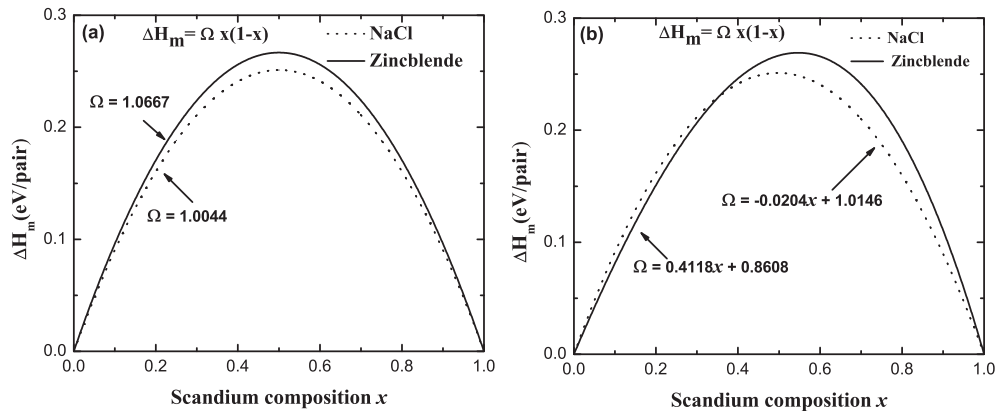 (a)
ΔHm= Ω x(1-x)
NaCl
Zincblende
Ω = 1.0667
Ω = 1.0044
ΔHm(eV/pair)
0.3
0.2
0.1
0.0
0.0 0.2 0.4 0.6 0.8 1.0
Scandium composition x
(b)
ΔHm= Ω x(1-x)
NaCl
Zincblende
Ω = -0.0204x + 1.0146
Ω = 0.4118x + 0.8608
ΔHm(eV/pair)
0.3
0.2
0.1
0.0
0.0 0.2 0.4 0.6 0.8 1.0
Scandium composition x